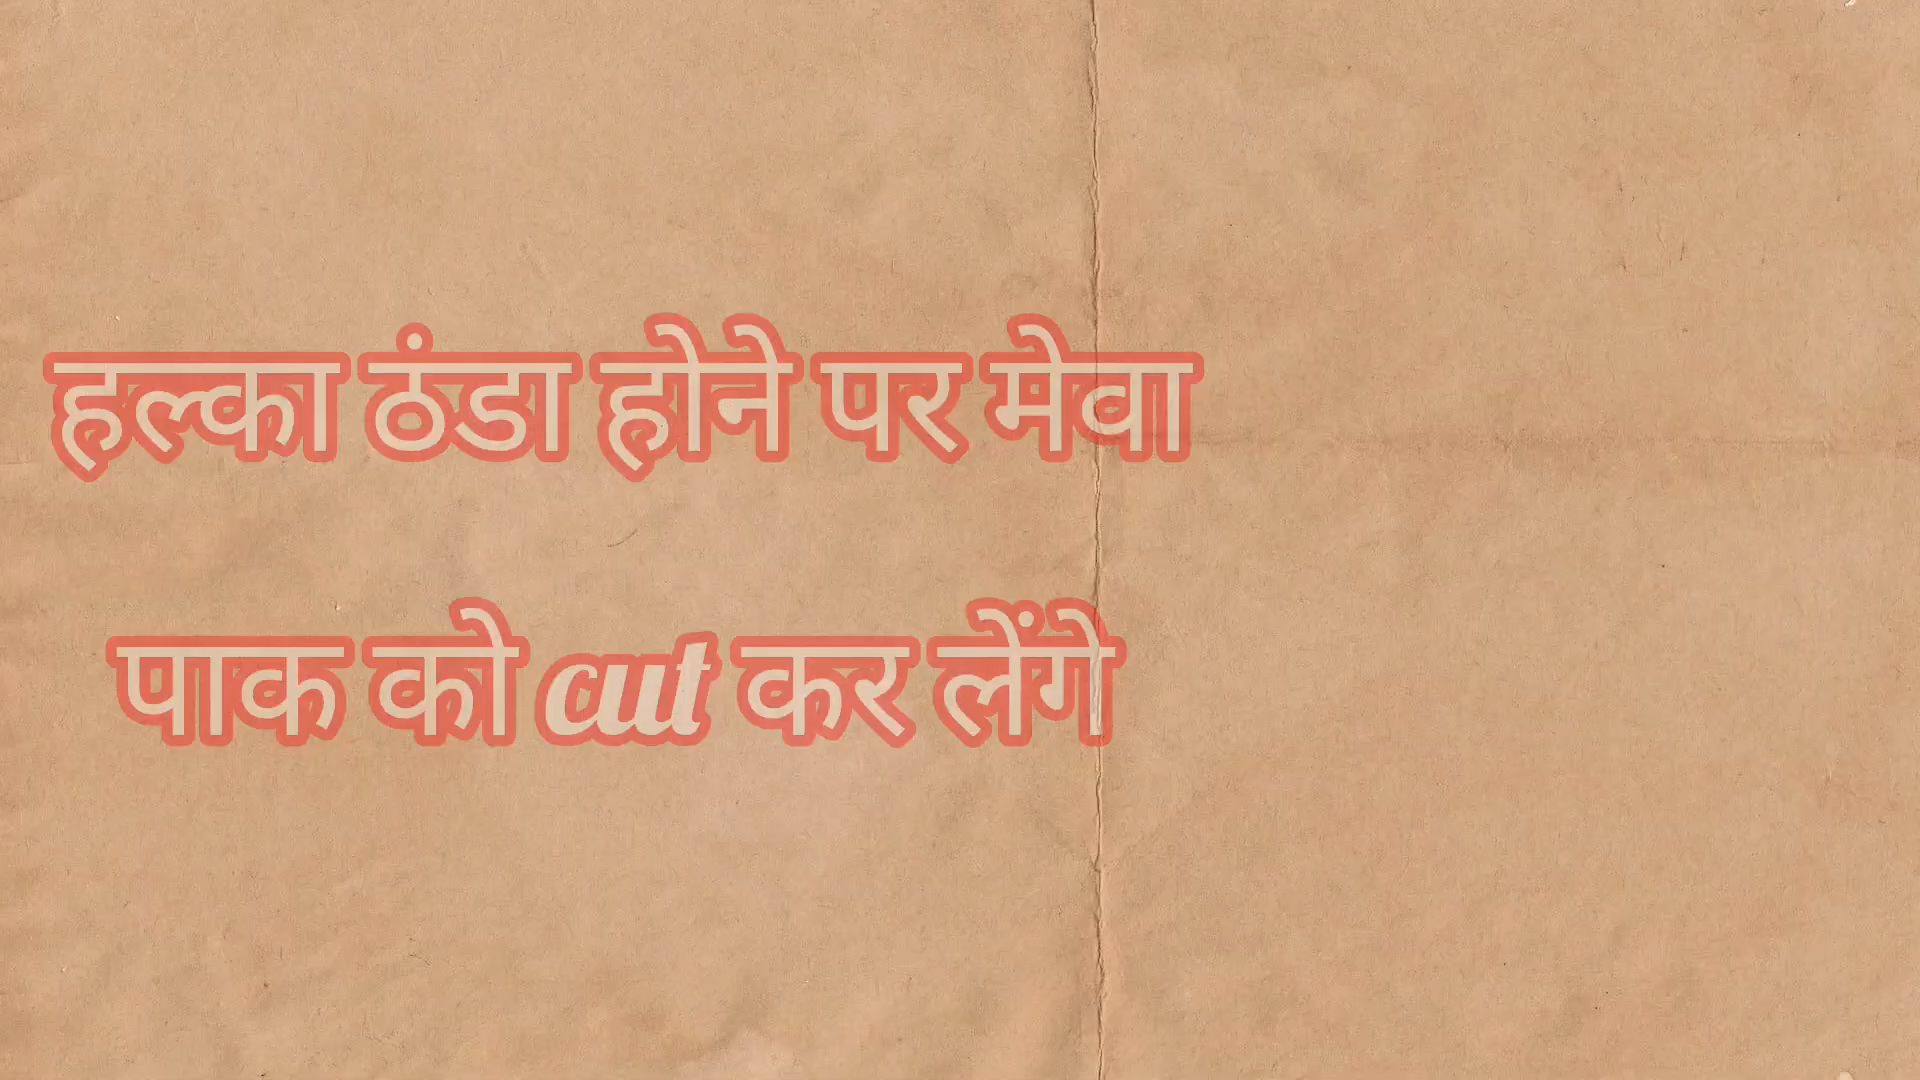 हल्का ठंडा होने पर मेवा
पाक को cut कर लेंगे